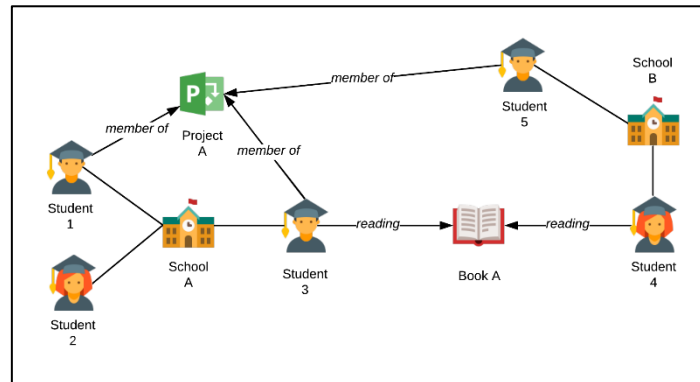 School
B
member of
Student
5
P
Project
A
member of
member of
Student
1
reading
reading
School
A
Student
3
Book A
Student
4
Student
2